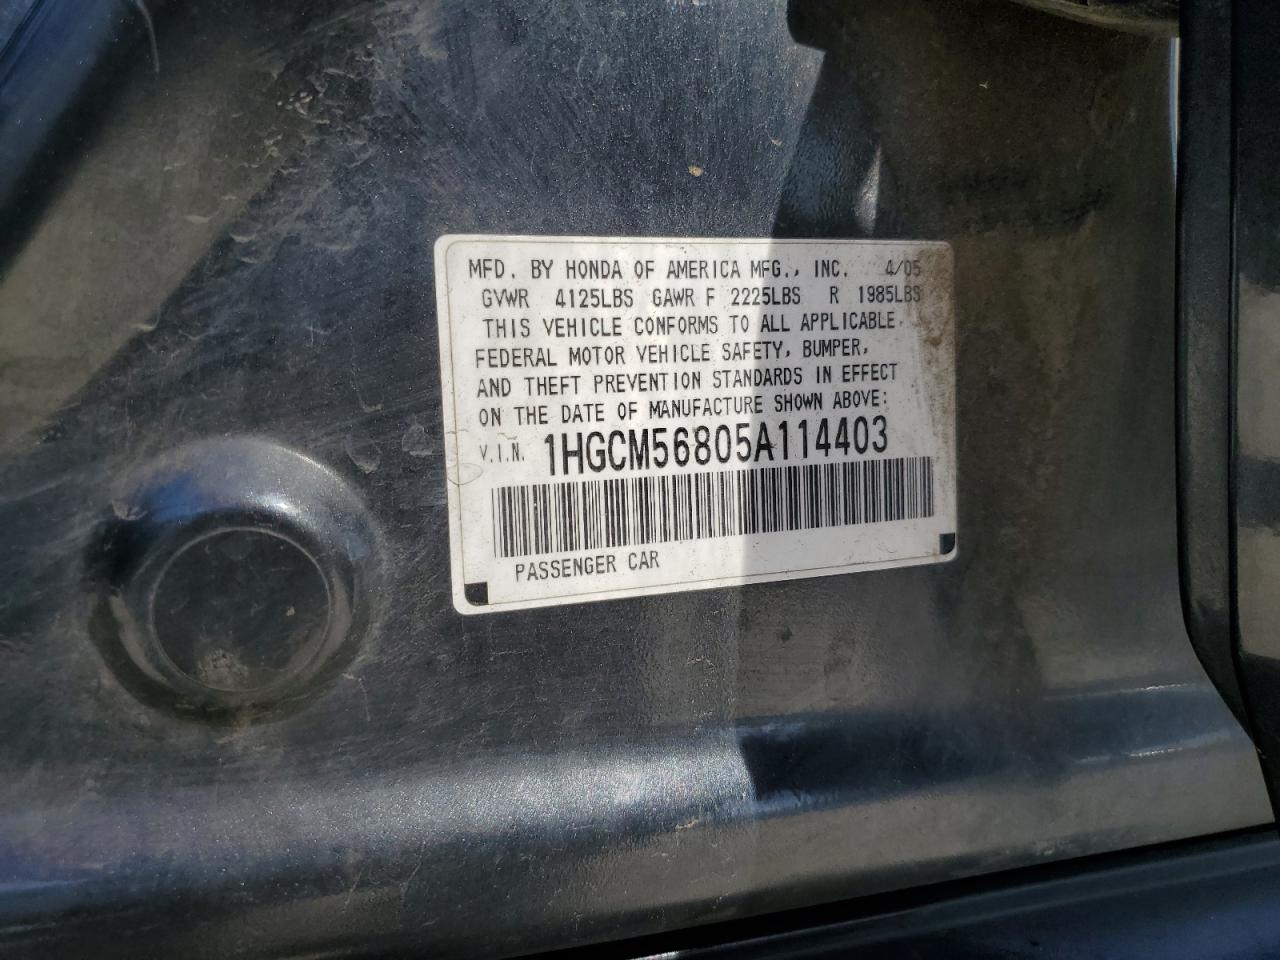 MFD. BY HONDA OF AMERICA MFG., INC. 4/05
GVWR 4125LBS GAWR F 2225LBS R 1985LBS
THIS VEHICLE CONFORMS TO ALL APPLICABLE
FEDERAL MOTOR VEHICLE SAFETY, BUMPER,
AND THEFT PREVENTION STANDARDS IN EFFECT
ON THE DATE OF MANUFACTURE SHOWN ABOVE:
V.I.N. 1HGCM56805A114403
PASSENGER CAR